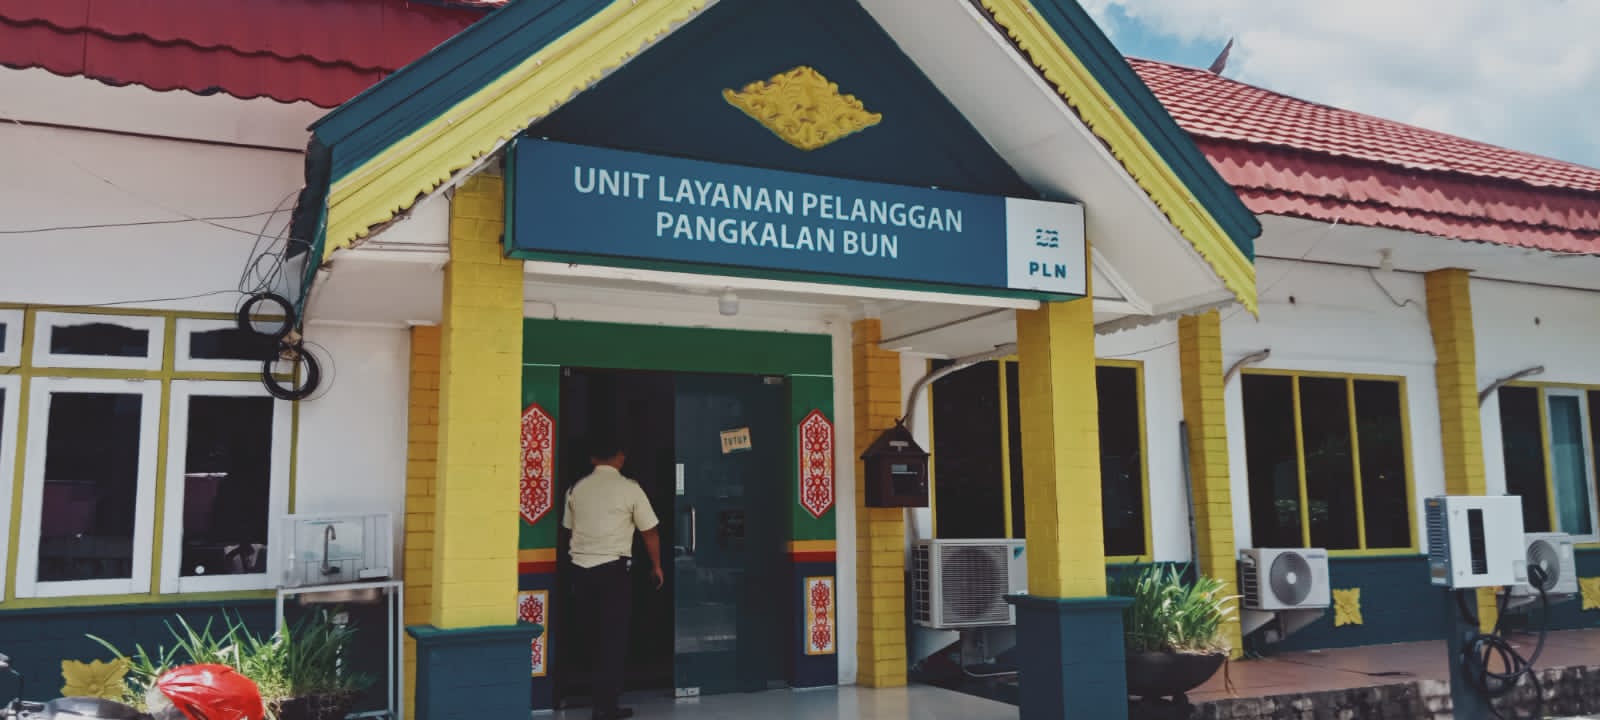 UNIT LAYANAN PELANGGAN
PANGKALAN BUN
PLN
TUTUP